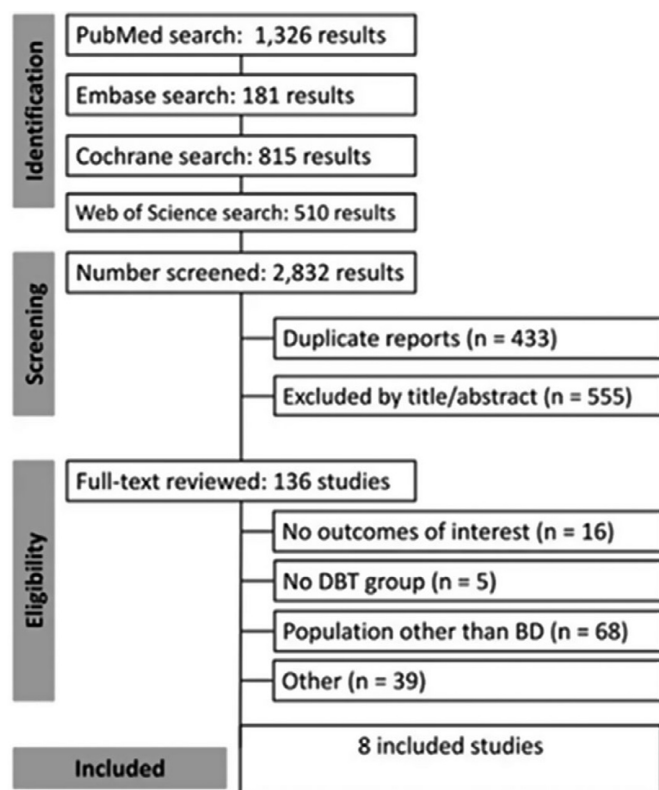 Identification
PubMed search: 1,326 results
Embase search: 181 results
Cochrane search: 815 results
Web of Science search: 510 results
Screening
Number screened: 2,832 results
Duplicate reports (n = 433)
Excluded by title/abstract (n = 555)
Eligibility
Full-text reviewed: 136 studies
No outcomes of interest (n = 16)
No DBT group (n = 5)
Population other than BD (n = 68)
Other (n = 39)
Included
8 included studies